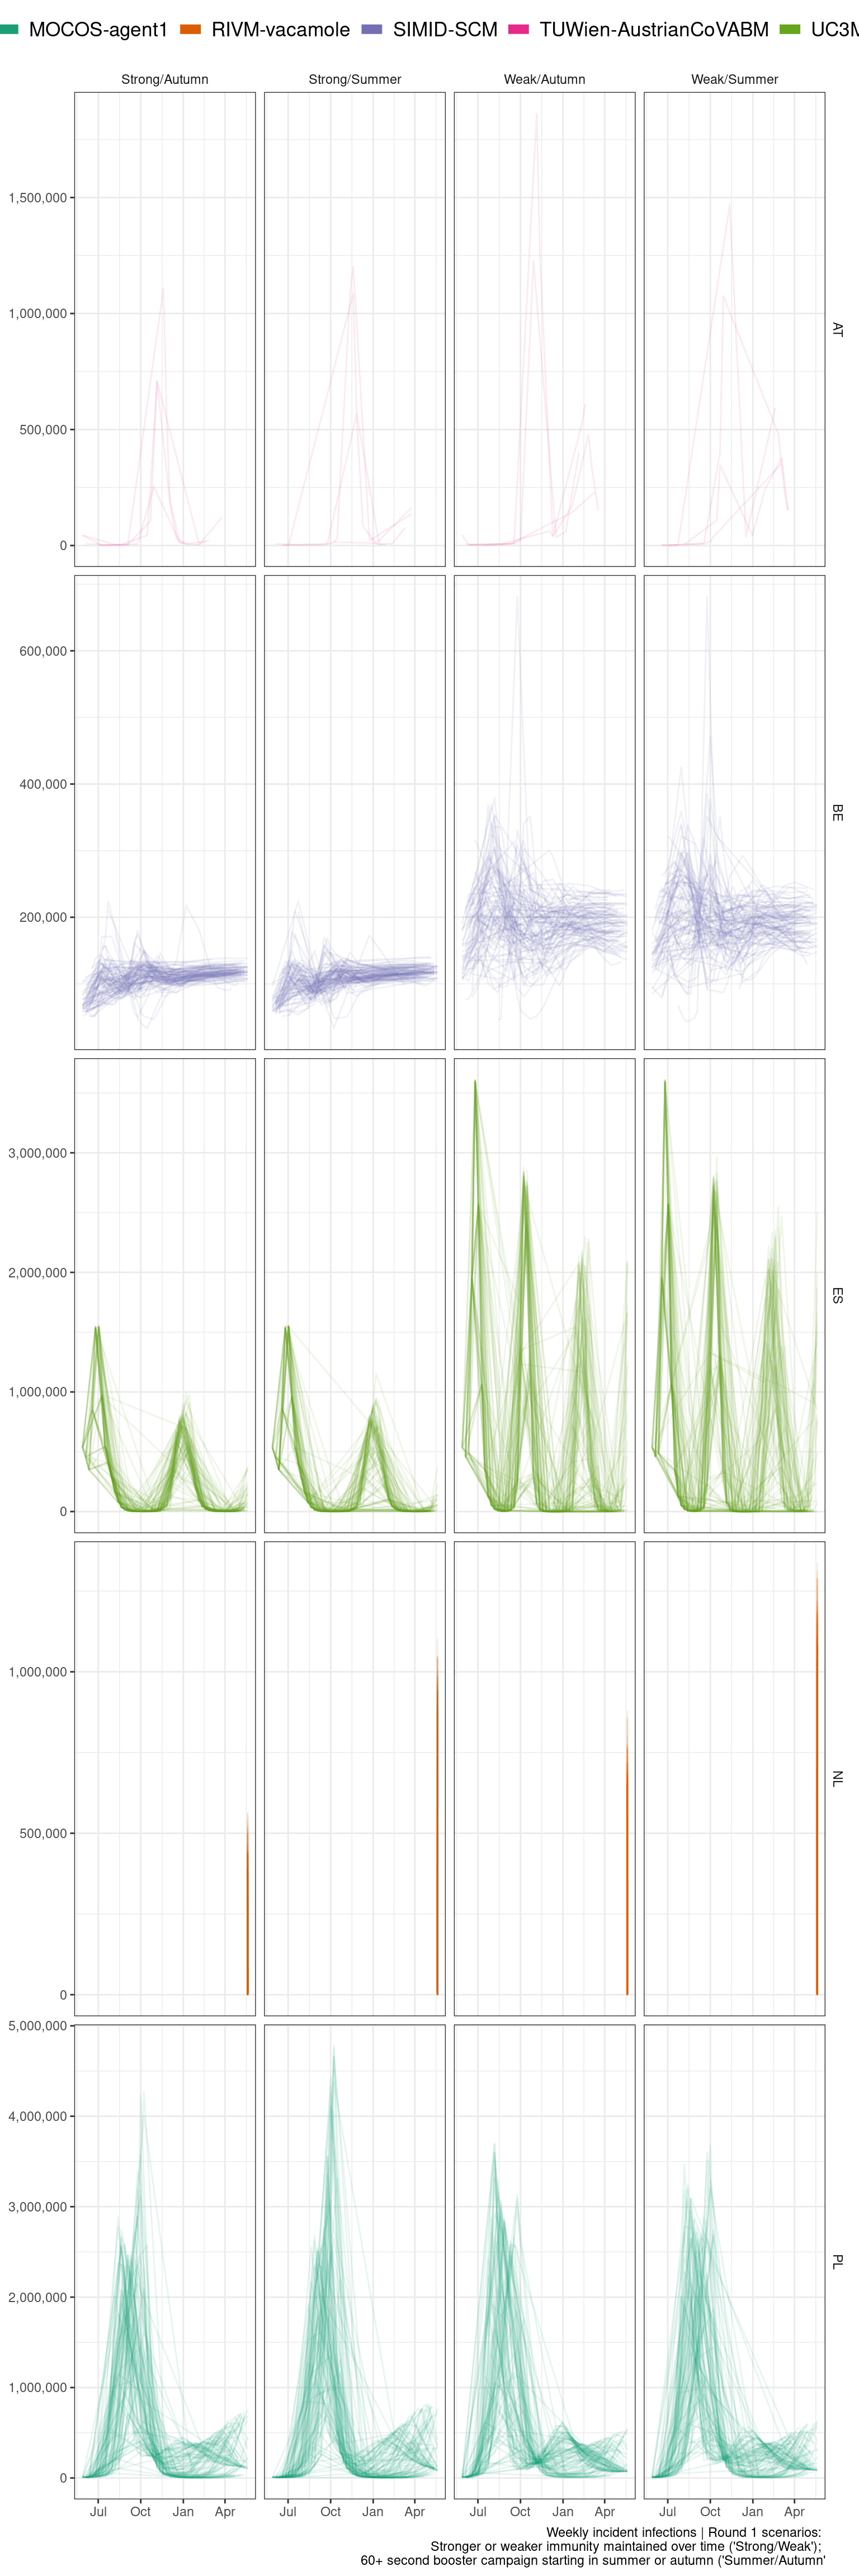 MOCOS-agent1 RIVM-vacamole SIMID-SCM TUWien-AustrianCoVABM
Strong/Autumn Strong/Summer Weak/Autumn Weak/Summer
1,500,000
1,000,000
500,000
0
AT
600,000
400,000
200,000
BE
3,000,000
2,000,000
1,000,000
0
ES
1,000,000
500,000
0
NL
5,000,000
4,000,000
3,000,000
2,000,000
1,000,000
0
PL
Jul Oct Jan Apr Jul Oct Jan Apr Jul Oct Jan Apr Jul Oct Jan Apr
Weekly incident infections | Round 1 scenarios:
Stronger or weaker immunity maintained over time ('Strong/Weak');
60+ second booster campaign starting in summer or autumn ('Summer/Autumn'